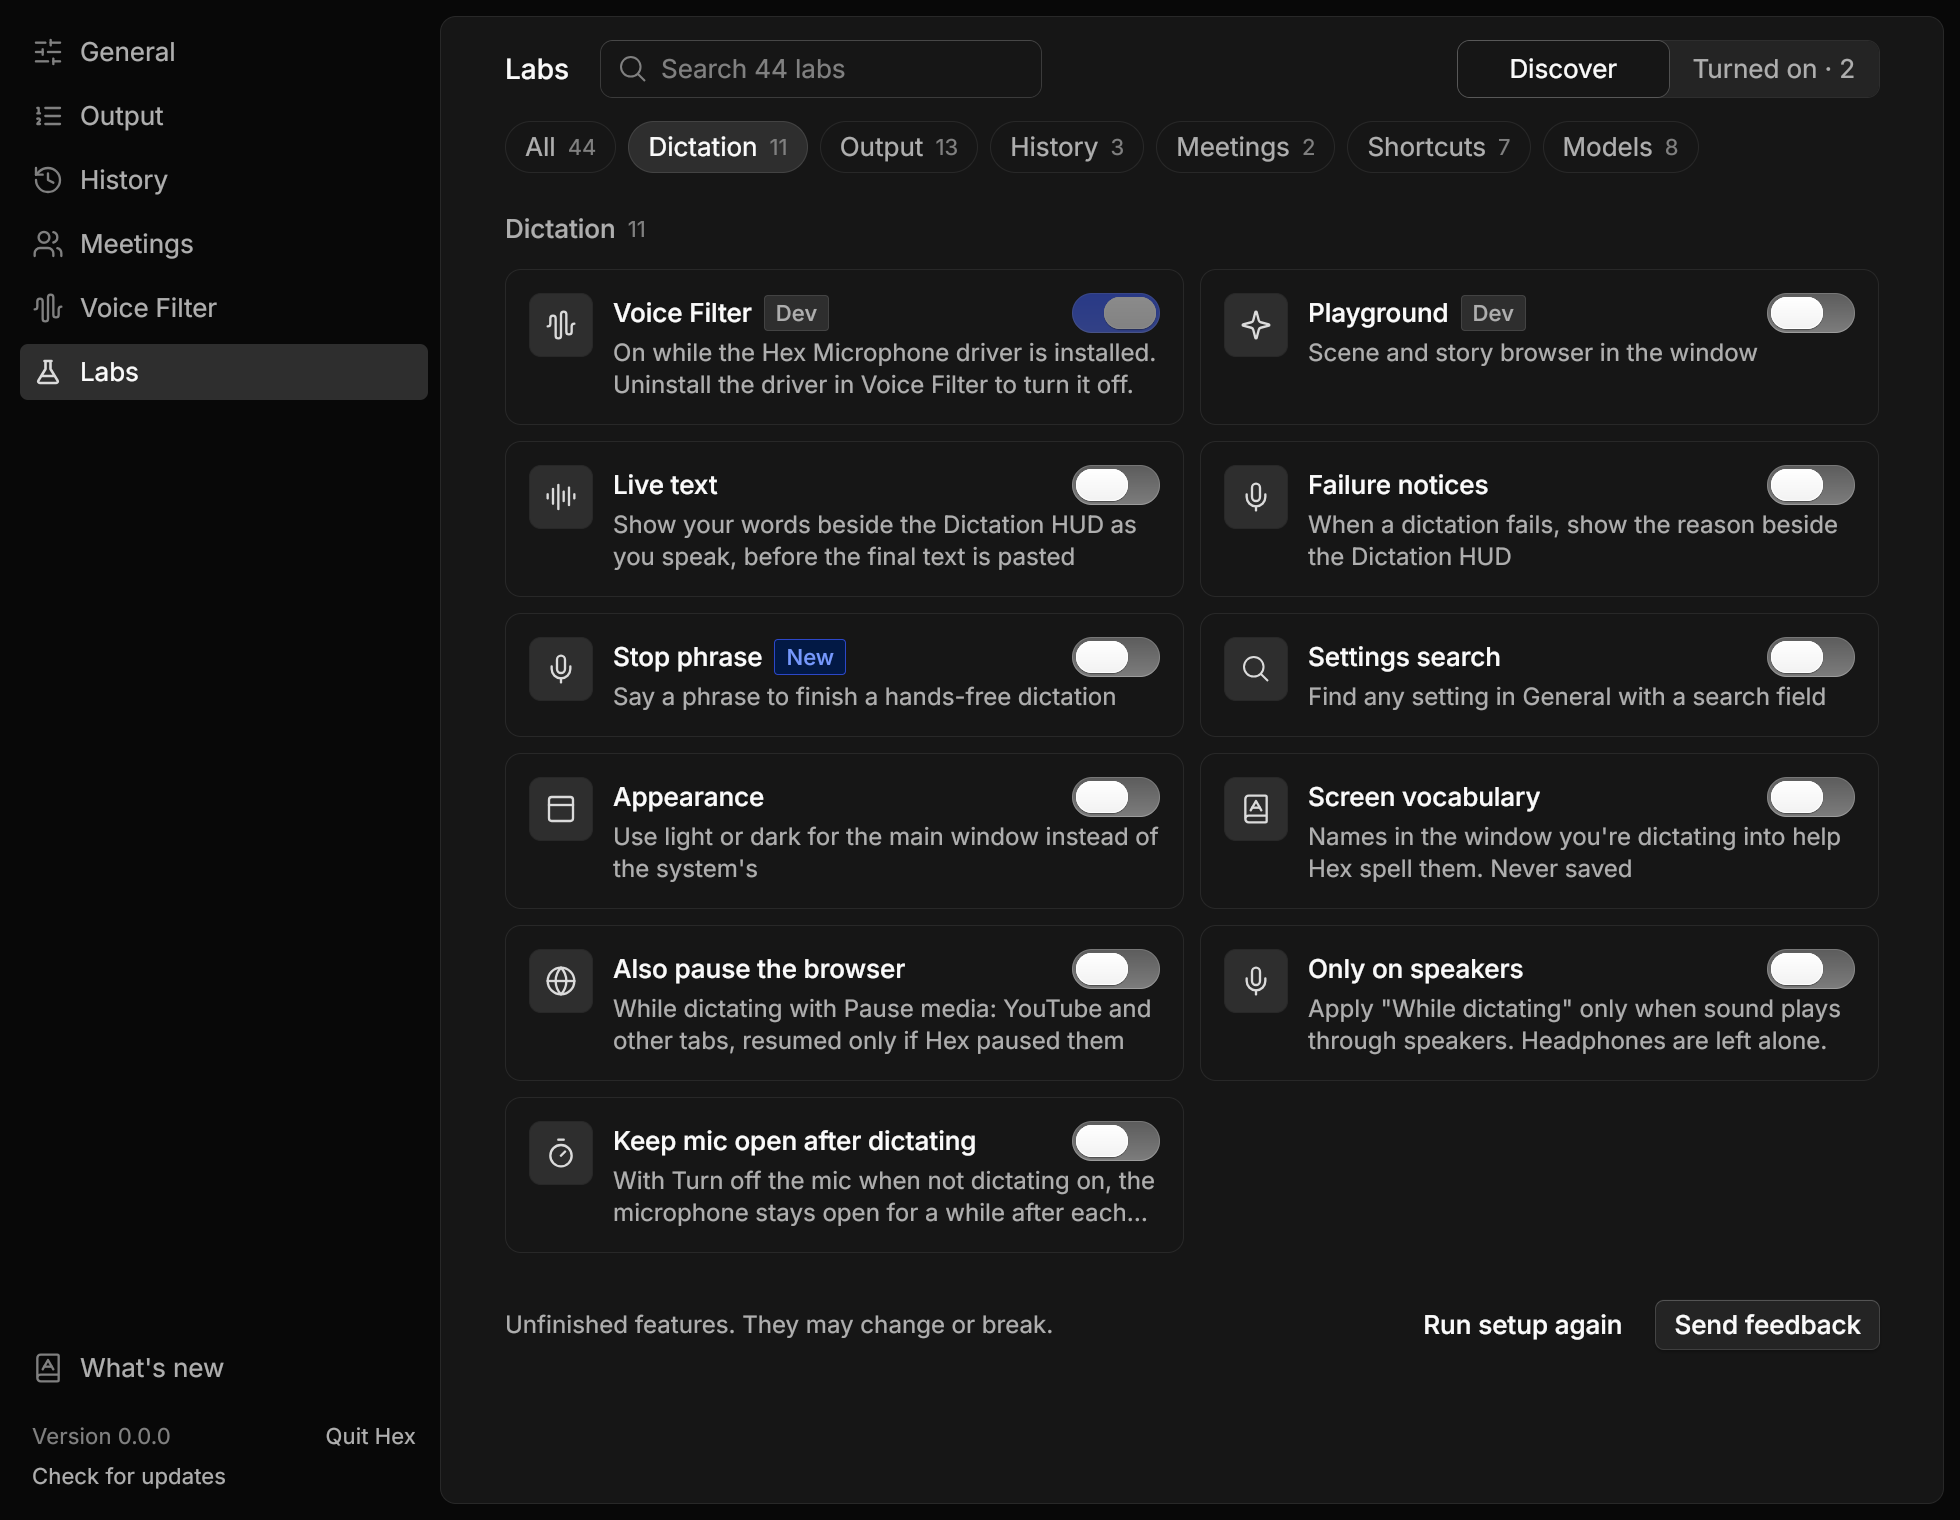 General
Output
History
Meetings
Voice Filter
Labs
What's new
Version 0.0.0
Quit Hex
Check for updates
Labs
Search 44 labs
Discover
Turned on · 2
All 44
Dictation 11
Output 13
History 3
Meetings 2
Shortcuts 7
Models 8
Dictation 11
Voice Filter Dev
On while the Hex Microphone driver is installed.
Uninstall the driver in Voice Filter to turn it off.
Playground Dev
Scene and story browser in the window
Live text
Show your words beside the Dictation HUD as
you speak, before the final text is pasted
Failure notices
When a dictation fails, show the reason beside
the Dictation HUD
Stop phrase New
Say a phrase to finish a hands-free dictation
Settings search
Find any setting in General with a search field
Appearance
Use light or dark for the main window instead of
the system's
Screen vocabulary
Names in the window you're dictating into help
Hex spell them. Never saved
Also pause the browser
While dictating with Pause media: YouTube and
other tabs, resumed only if Hex paused them
Only on speakers
Apply "While dictating" only when sound plays
through speakers. Headphones are left alone.
Keep mic open after dictating
With Turn off the mic when not dictating on, the
microphone stays open for a while after each...
Unfinished features. They may change or break.
Run setup again
Send feedback